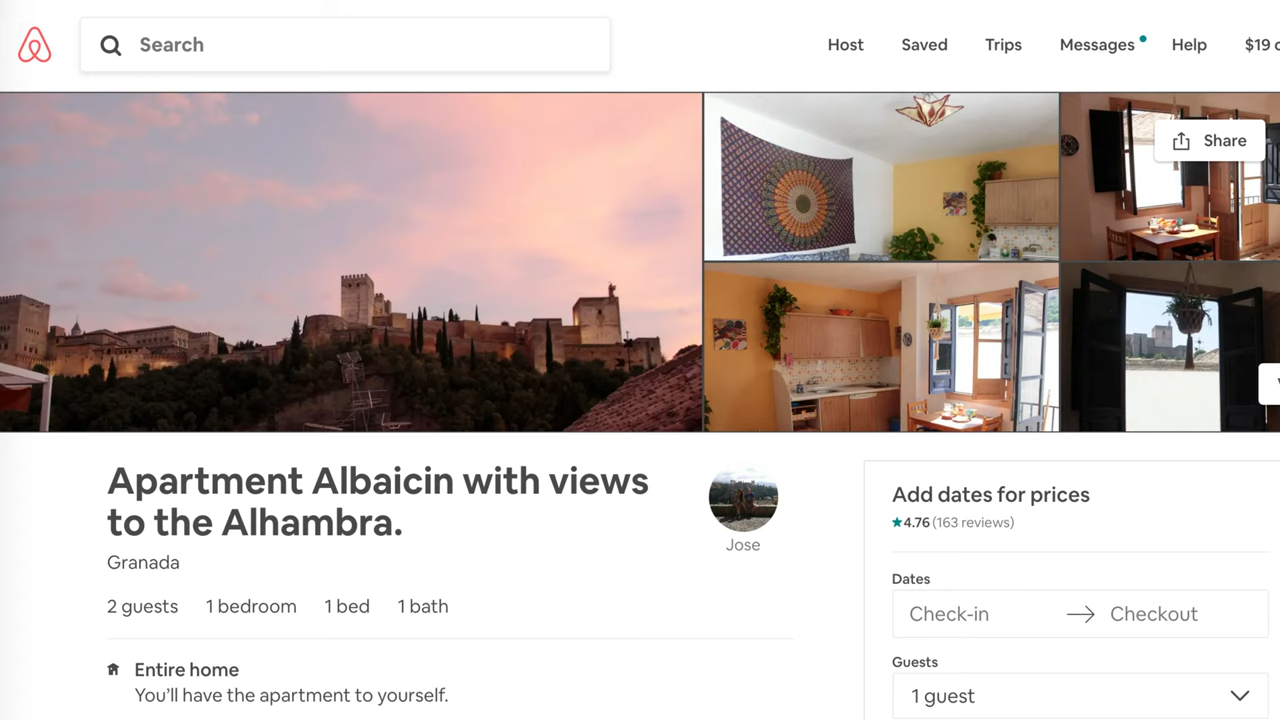 Search
Host Saved Trips Messages Help $19
Share
Apartment Albaicin with views
to the Alhambra.
Jose
Granada
2 guests 1 bedroom 1 bed 1 bath
Entire home
You’ll have the apartment to yourself.
Add dates for prices
4.76 (163 reviews)
Dates
Check-in → Checkout
Guests
1 guest